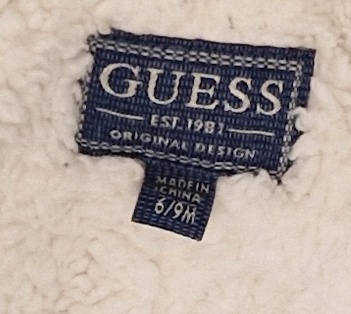 GUESS
EST. 1981
ORIGINAL DESIGN
MADE IN
CHINA
6/9M